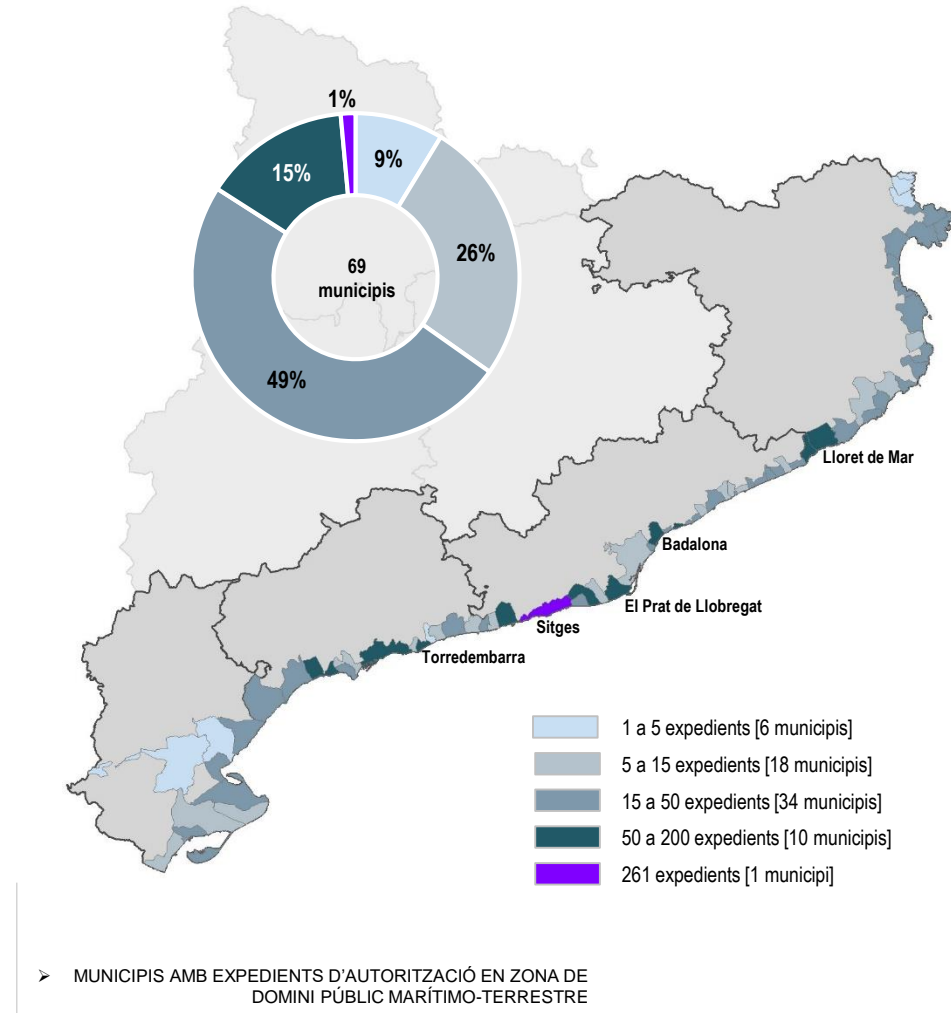 1%
9%
15%
26%
69
municipis
49%
Lloret de Mar
Badalona
El Prat de Llobregat
Sitges
Torredembarra
1 a 5 expedients [6 municipis]
5 a 15 expedients [18 municipis]
15 a 50 expedients [34 municipis]
50 a 200 expedients [10 municipis]
261 expedients [1 municipi]
➢ MUNICIPIS AMB EXPEDIENTS D'AUTORITZACIÓ EN ZONA DE
DOMINI PÚBLIC MARÍTIMO-TERRESTRE